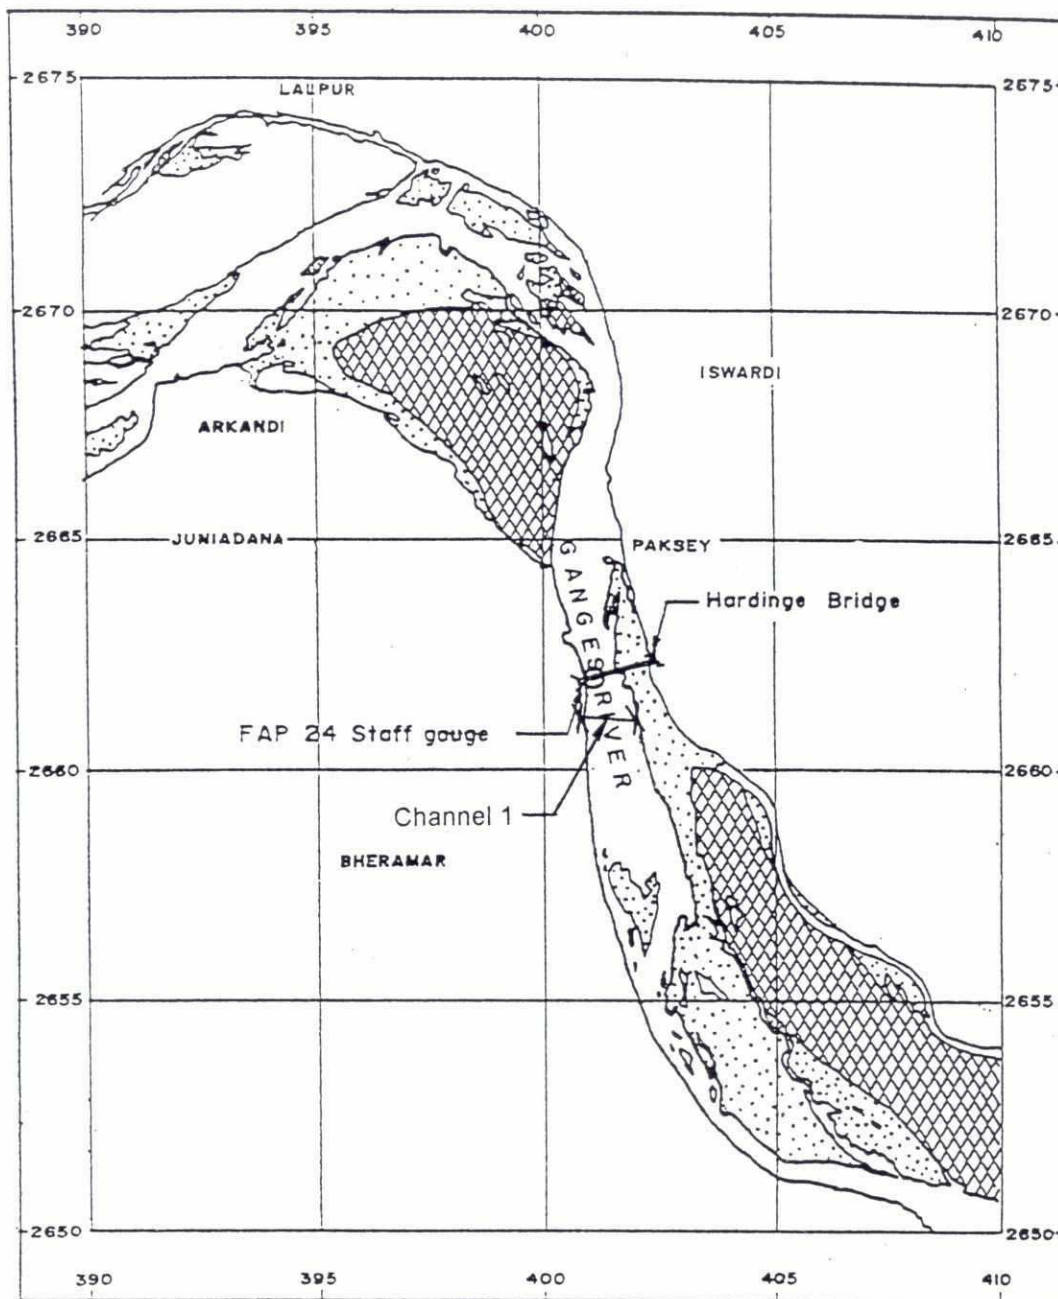 390 395 400 405 410
2675 2675
LALPUR
2670 2670
ISWARDI
ARKANDI
2665 2665
JUNIADANA
PAKSEY
GANGES RIVER
Hardinge Bridge
FAP 24 Staff gauge
2660 2660
Channel 1
BHERAMAR
2655 2655
2650 2650
390 395 400 405 410